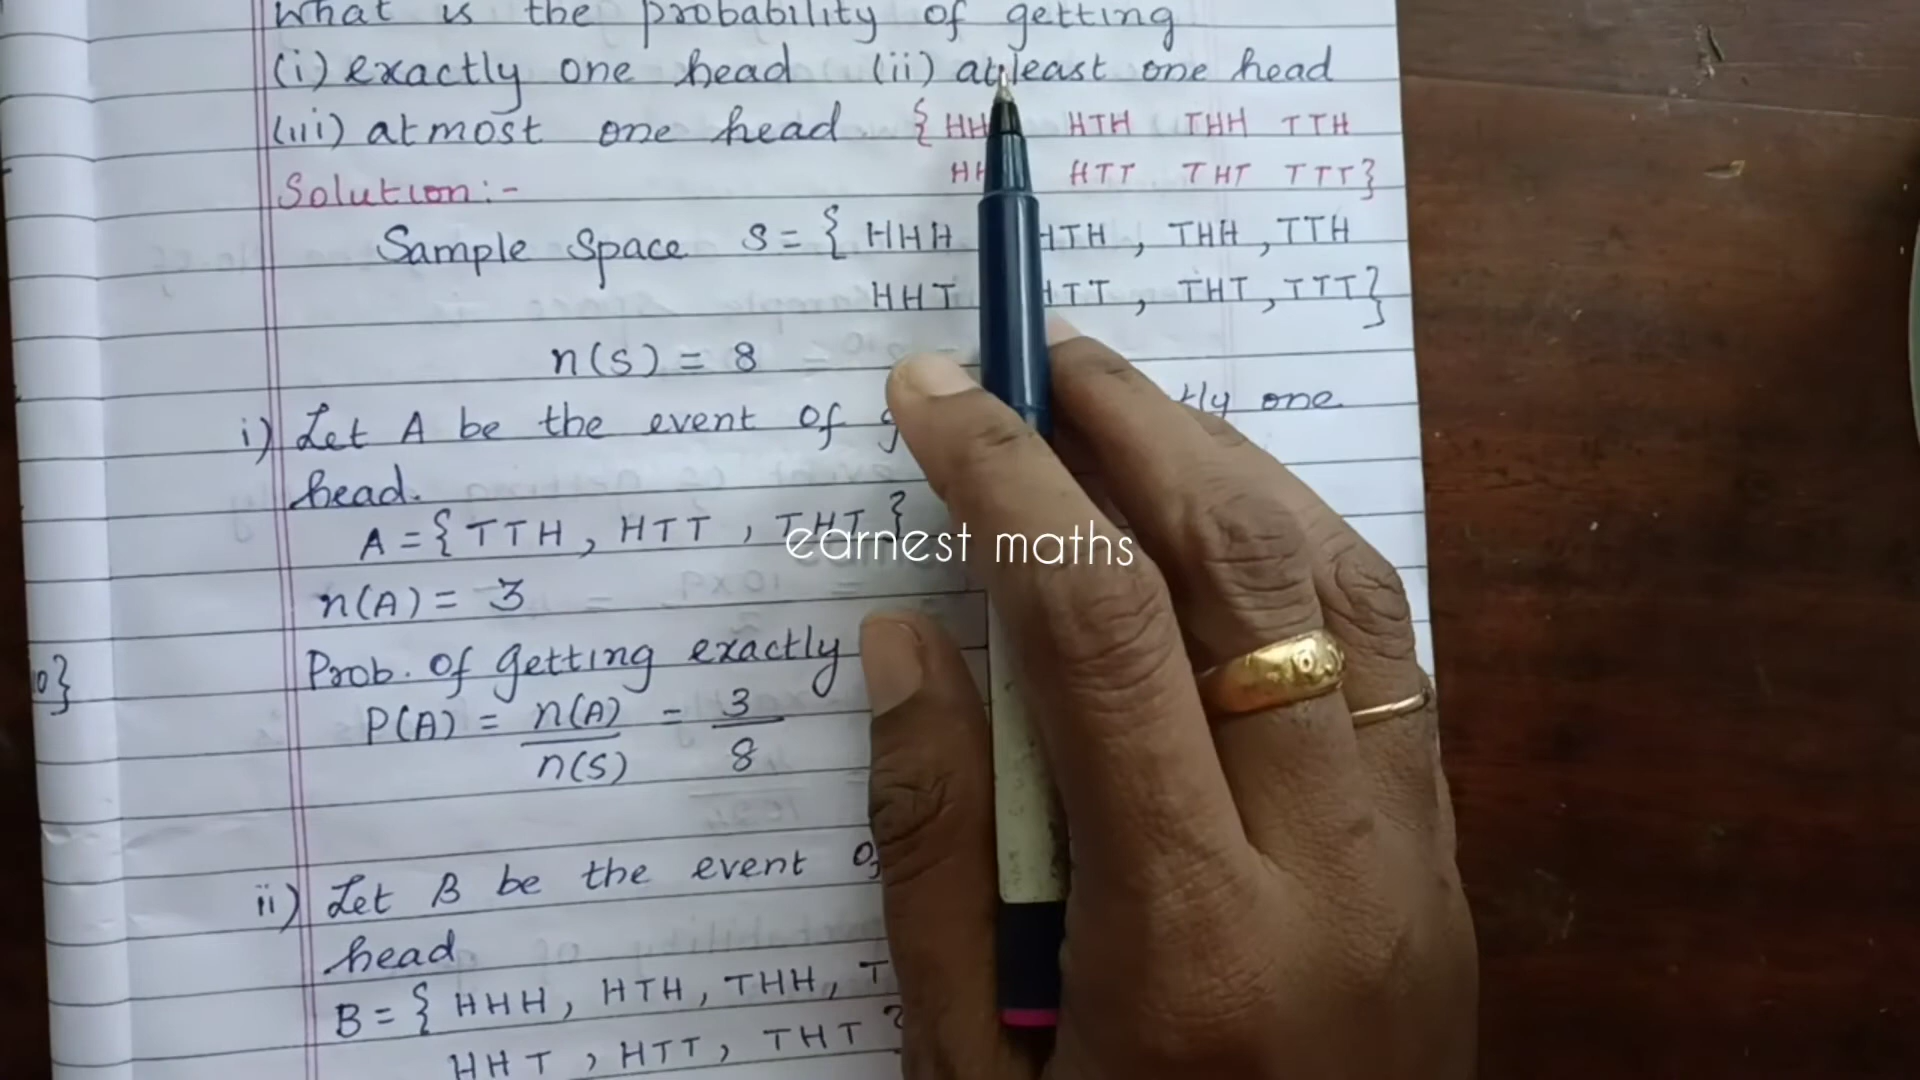 What is the probability of getting
(i) exactly one head (ii) atleast one head
(iii) atmost one head { HH HTH THH TTH
HH HTT THT TTT}
Solution:-
Sample Space S = { HHH HTH , THH , TTH
HHT HTT , THT , TTT}
n(S) = 8
i) Let A be the event of one
head.
A = { TTH , HTT , THT }
earnest maths
n(A) = 3
Prob. Of getting exactly
P(A) = n(A) / n(S) = 3 / 8
ii) Let B be the event
head
B = { HHH , HTH , THH , T
HHT , HTT , THT
0}